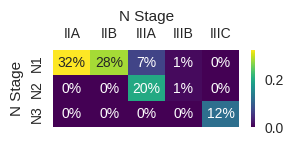 N Stage
IIA IIB IIIA IIIB IIIC
N1 32% 28% 7% 1% 0%
N2 0% 0% 20% 1% 0%
N3 0% 0% 0% 0% 12%
N Stage
0.2
0.0